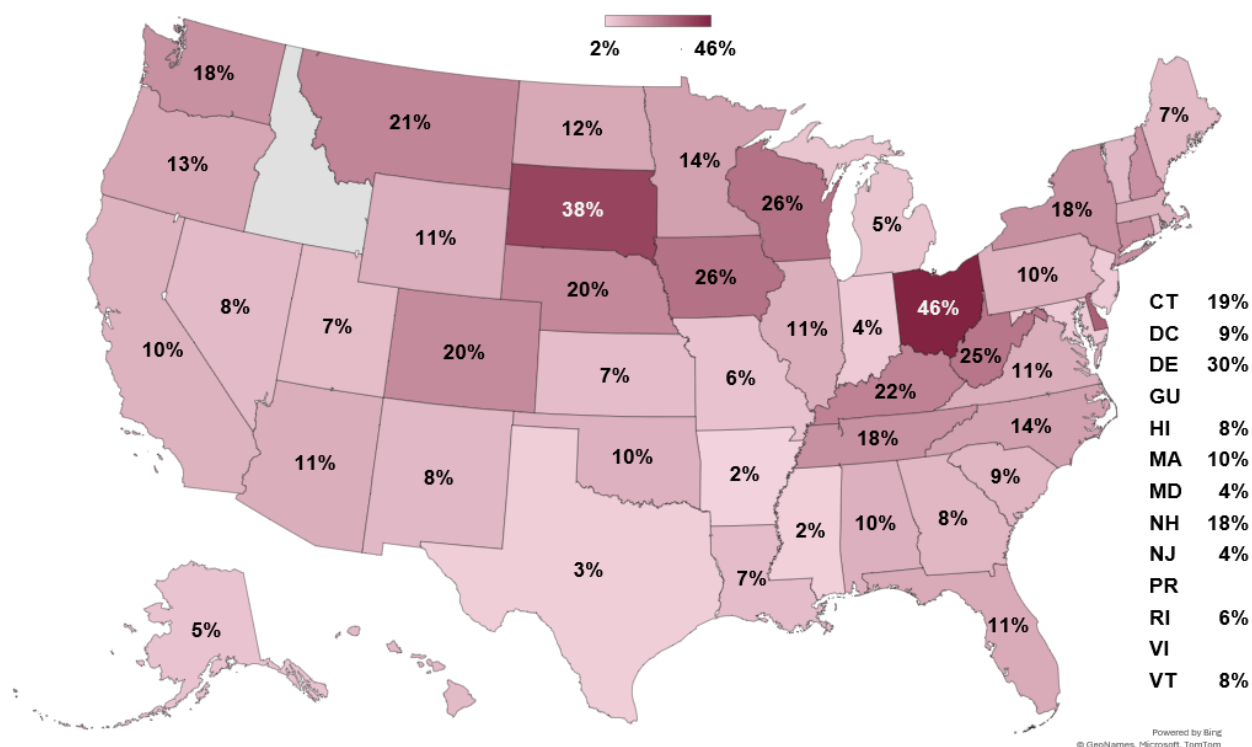 2% 46%
18%
21%
12%
14%
7%
13%
38%
26%
5%
18%
11%
20%
26%
10%
8%
7%
20%
7%
6%
11%
4%
46%
25%
11%
10%
22%
14%
18%
11%
8%
10%
2%
9%
2%
10%
8%
3%
7%
5%
11%
CT 19%
DC 9%
DE 30%
GU
HI 8%
MA 10%
MD 4%
NH 18%
NJ 4%
PR
RI 6%
VI
VT 8%
Powered by Bing
© GeoNames, Microsoft, TomTom